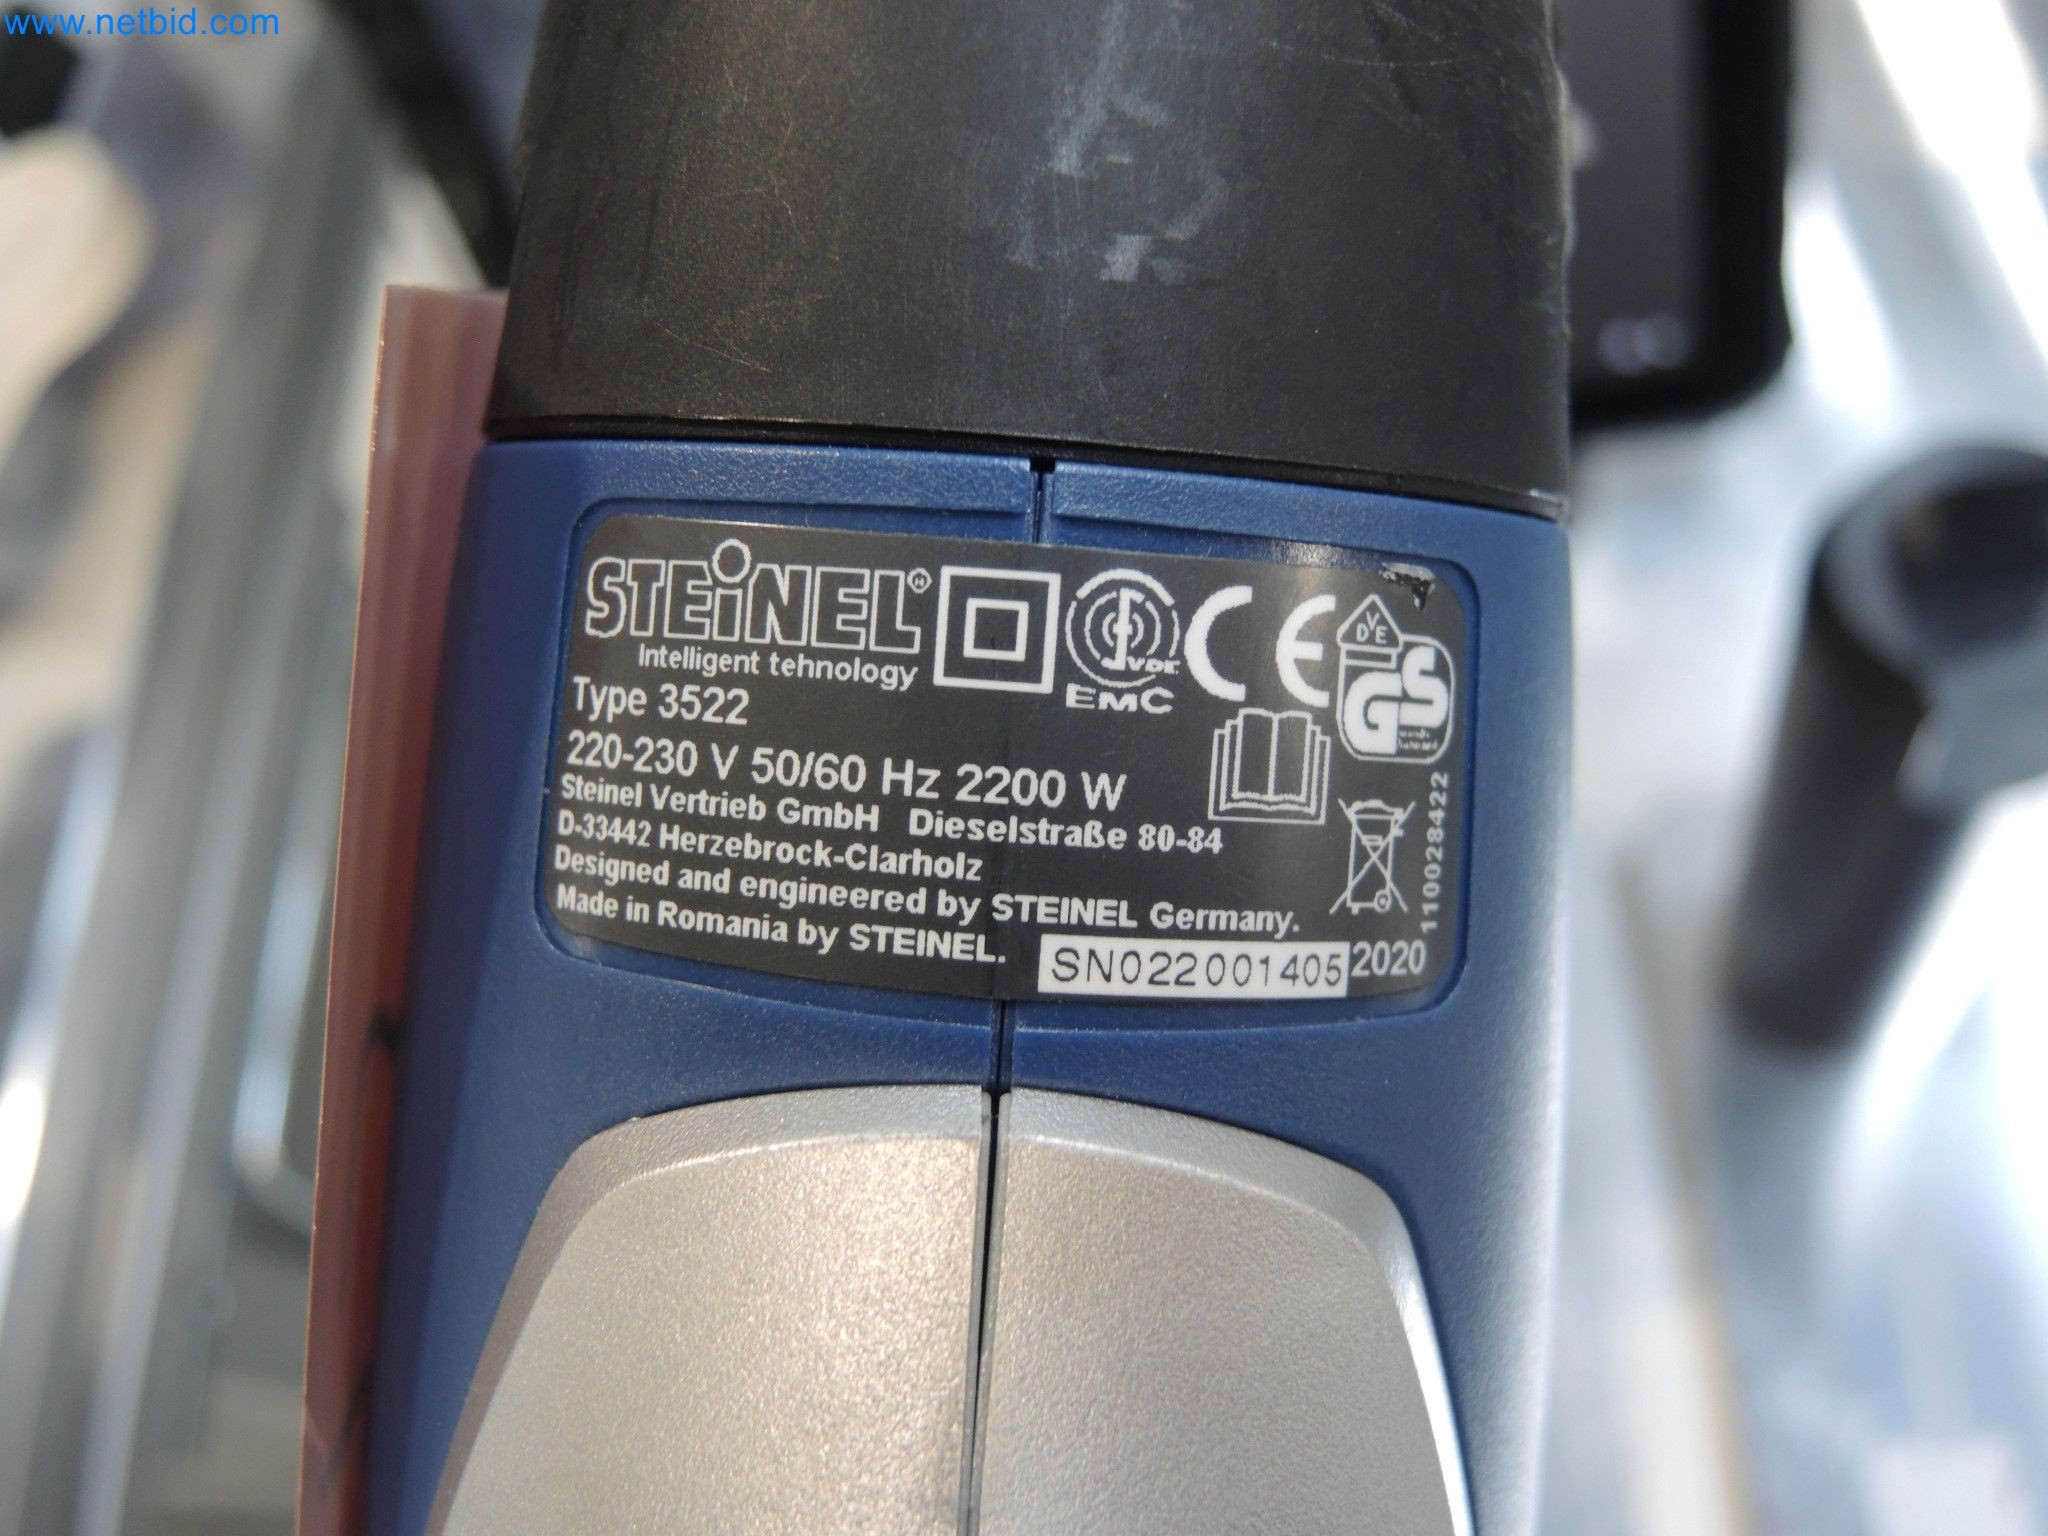 www.netbid.com
STEiNEL®
Intelligent tehnology
VDE
EMC
CE
DVE
GS
Type 3522
220-230 V 50/60 Hz 2200 W
Steinel Vertrieb GmbH Dieselstraße 80-84
D-33442 Herzebrock-Clarholz
Designed and engineered by STEINEL Germany.
Made in Romania by STEINEL.
SN022001405 2020
110028422